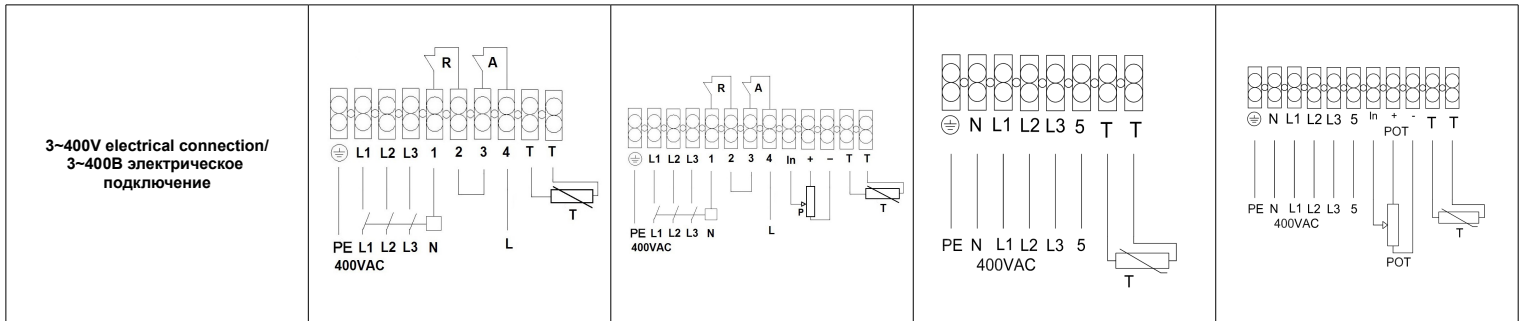 3~400V electrical connection/
3~400В электрическое
подключение
R A
L1 L2 L3 1 2 3 4 T T
T
PE L1 L2 L3 N L
400VAC
R A
L1 L2 L3 1 2 3 4 In + − T T
P T
PE L1 L2 L3 N L
400VAC
N L1 L2 L3 5 T T
PE N L1 L2 L3 5
400VAC
T
N L1 L2 L3 5 In + - T T
POT
PE N L1 L2 L3 5
400VAC
T
POT